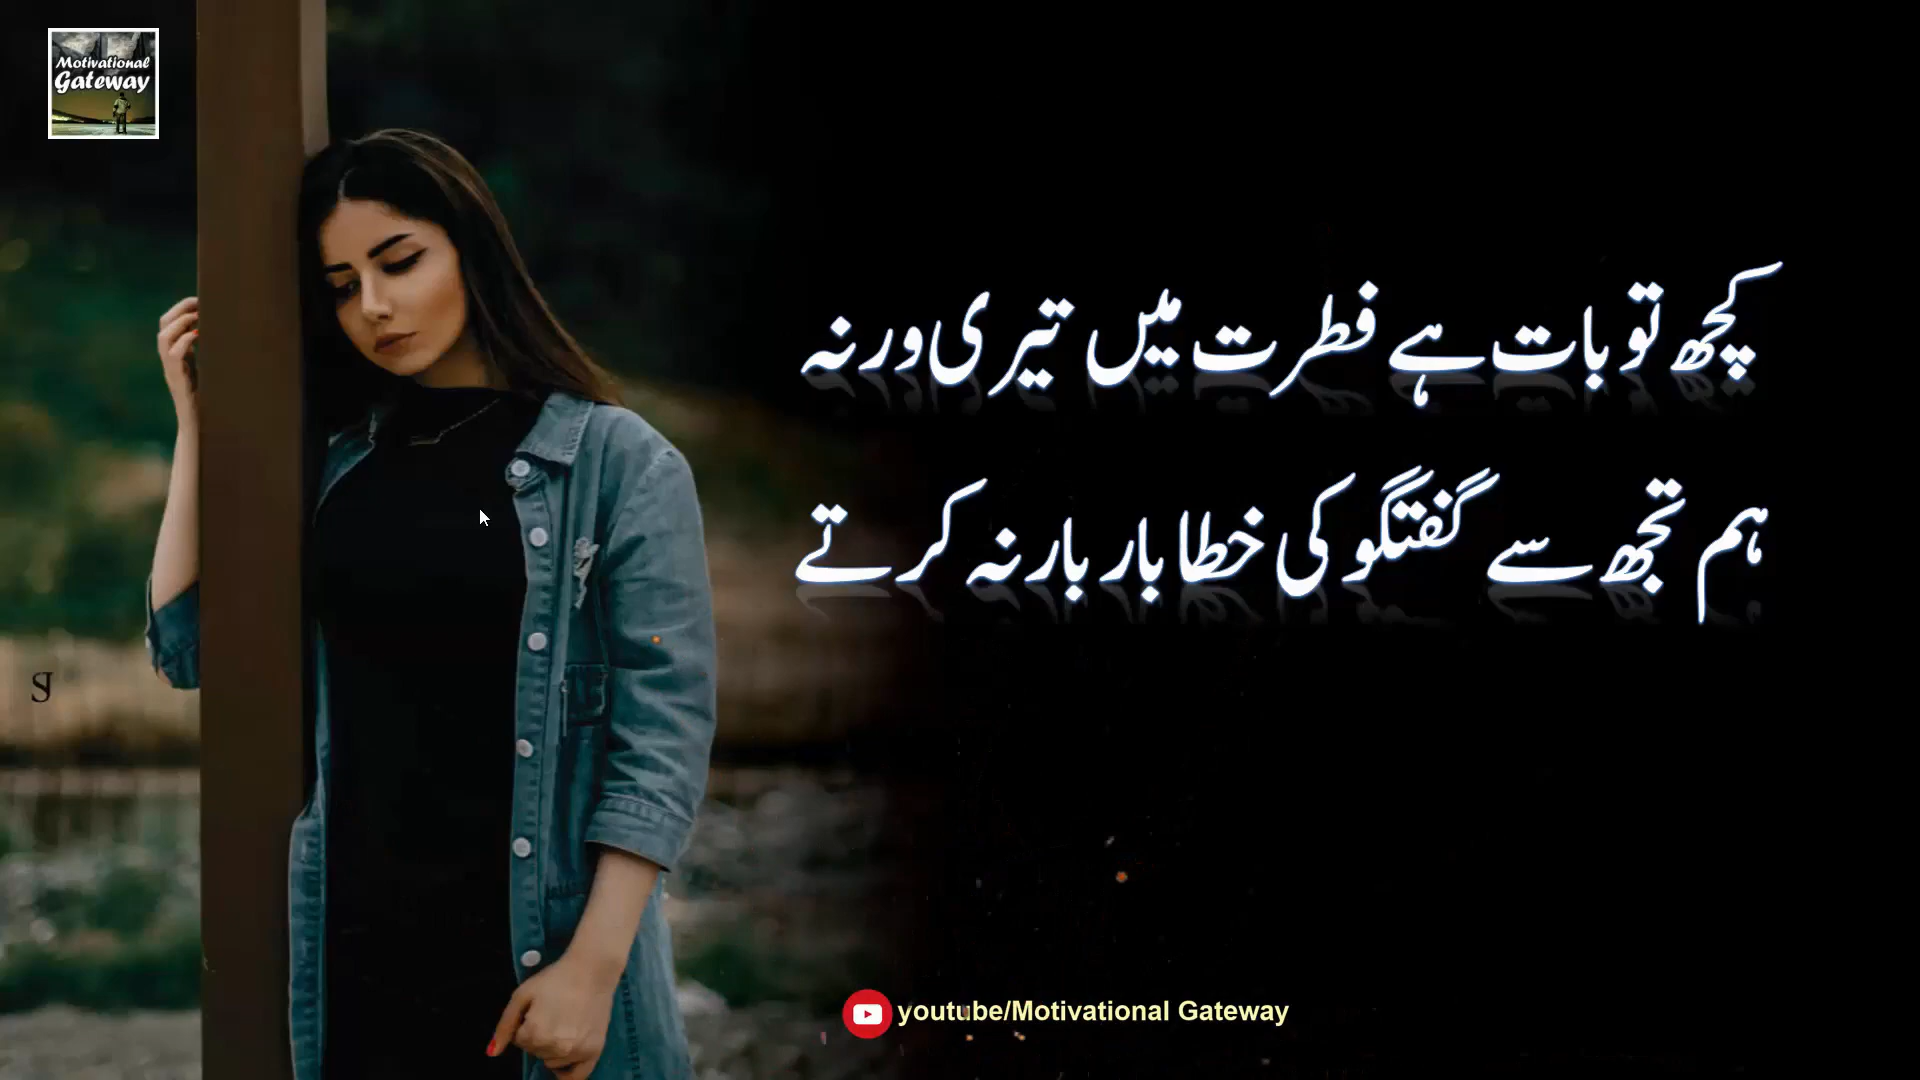 Motivational
Gateway
کچھ تو بات ہے فطرت میں تیری ورنہ
ہم تجھ سے گفتگو کی خطا بار بار نہ کرتے
SJ
youtube/Motivational Gateway